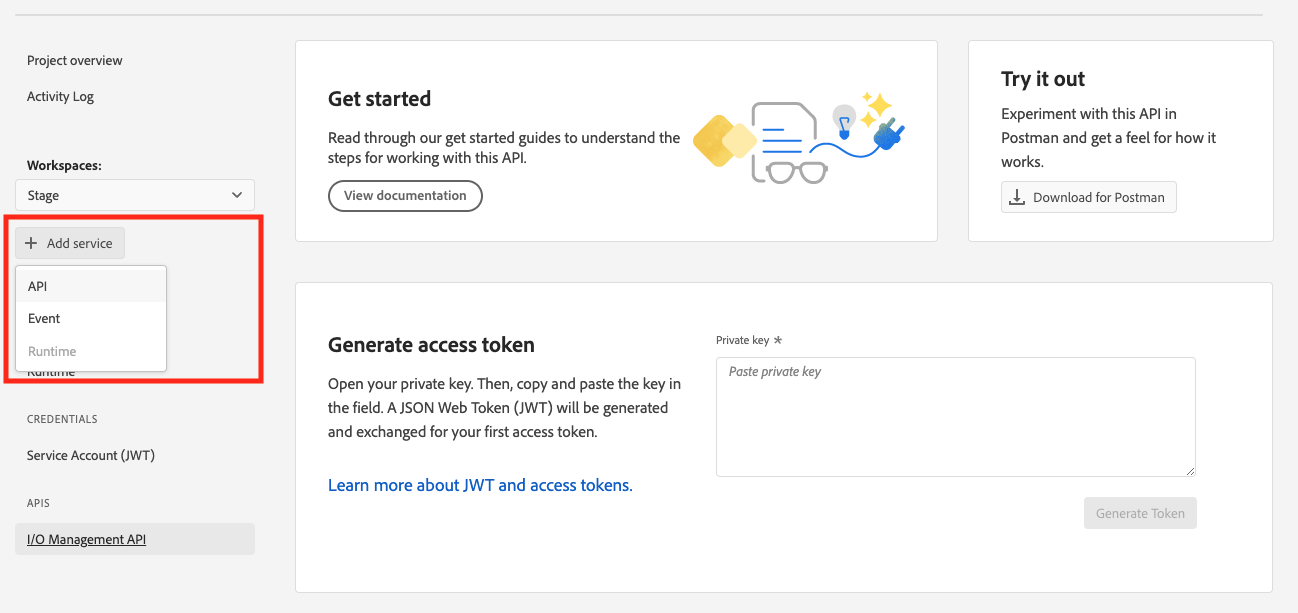 Project overview
Activity Log
Workspaces:
Stage
Add service
API
Event
Runtime
Runtime
CREDENTIALS
Service Account (JWT)
APIS
I/O Management API
Get started
Read through our get started guides to understand the
steps for working with this API.
View documentation
Try it out
Experiment with this API in
Postman and get a feel for how it
works.
Download for Postman
Generate access token
Open your private key. Then, copy and paste the key in
the field. A JSON Web Token (JWT) will be generated
and exchanged for your first access token.
Learn more about JWT and access tokens.
Private key *
Paste private key
Generate Token